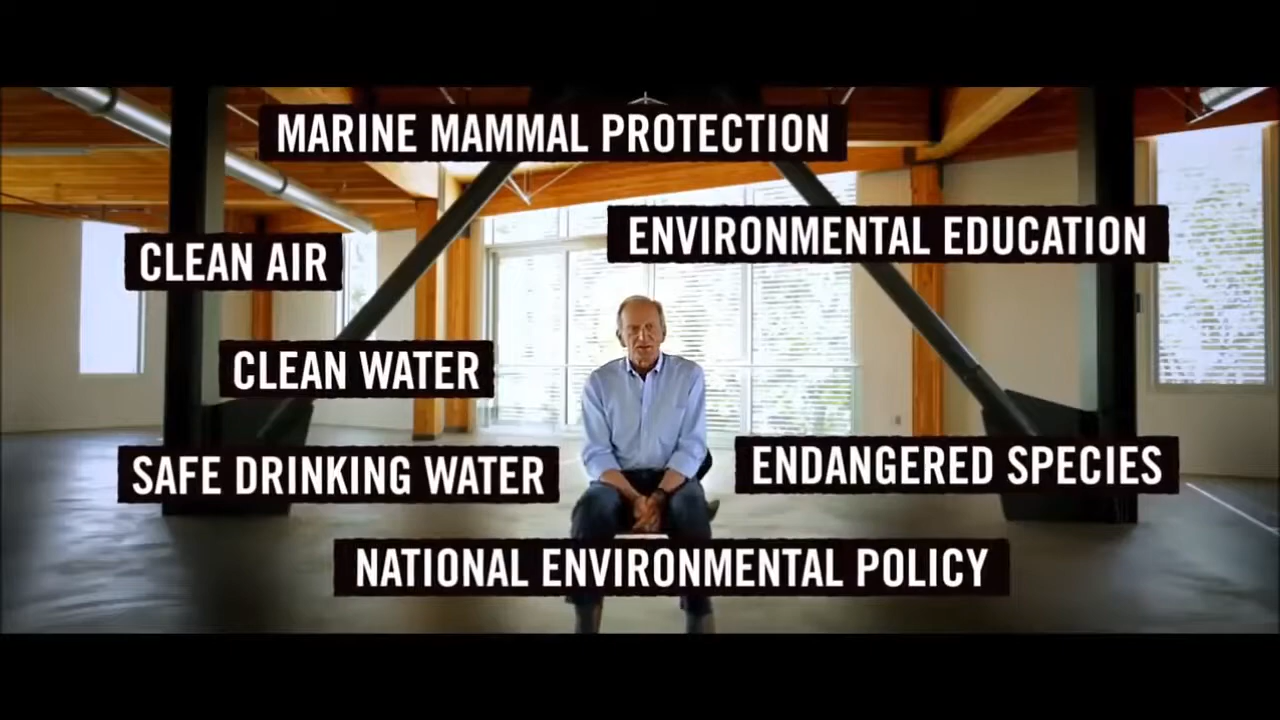 MARINE MAMMAL PROTECTION
ENVIRONMENTAL EDUCATION
CLEAN AIR
CLEAN WATER
SAFE DRINKING WATER
ENDANGERED SPECIES
NATIONAL ENVIRONMENTAL POLICY